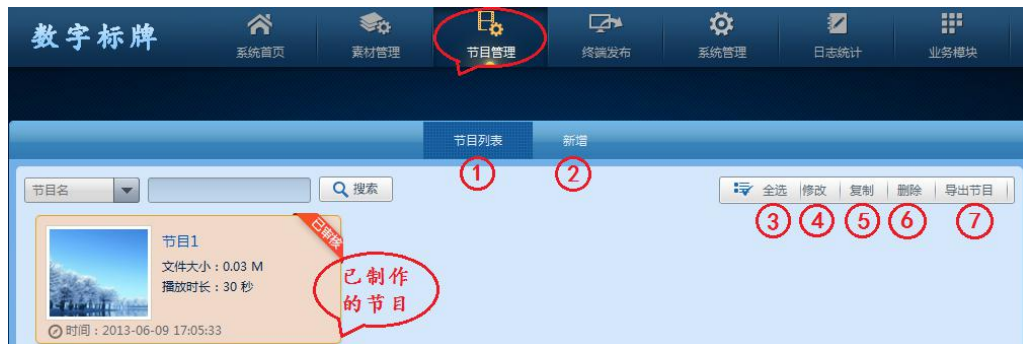 数字标牌
系统首页
素材管理
节目管理
终端发布
系统管理
日志统计
业务模块
节目列表
新增
① ②
节目名
搜索
全选 修改 复制 删除 导出节目
③ ④ ⑤ ⑥ ⑦
已审核
节目1
文件大小：0.03 M
播放时长：30 秒
时间：2013-06-09 17:05:33
已制作
的节目